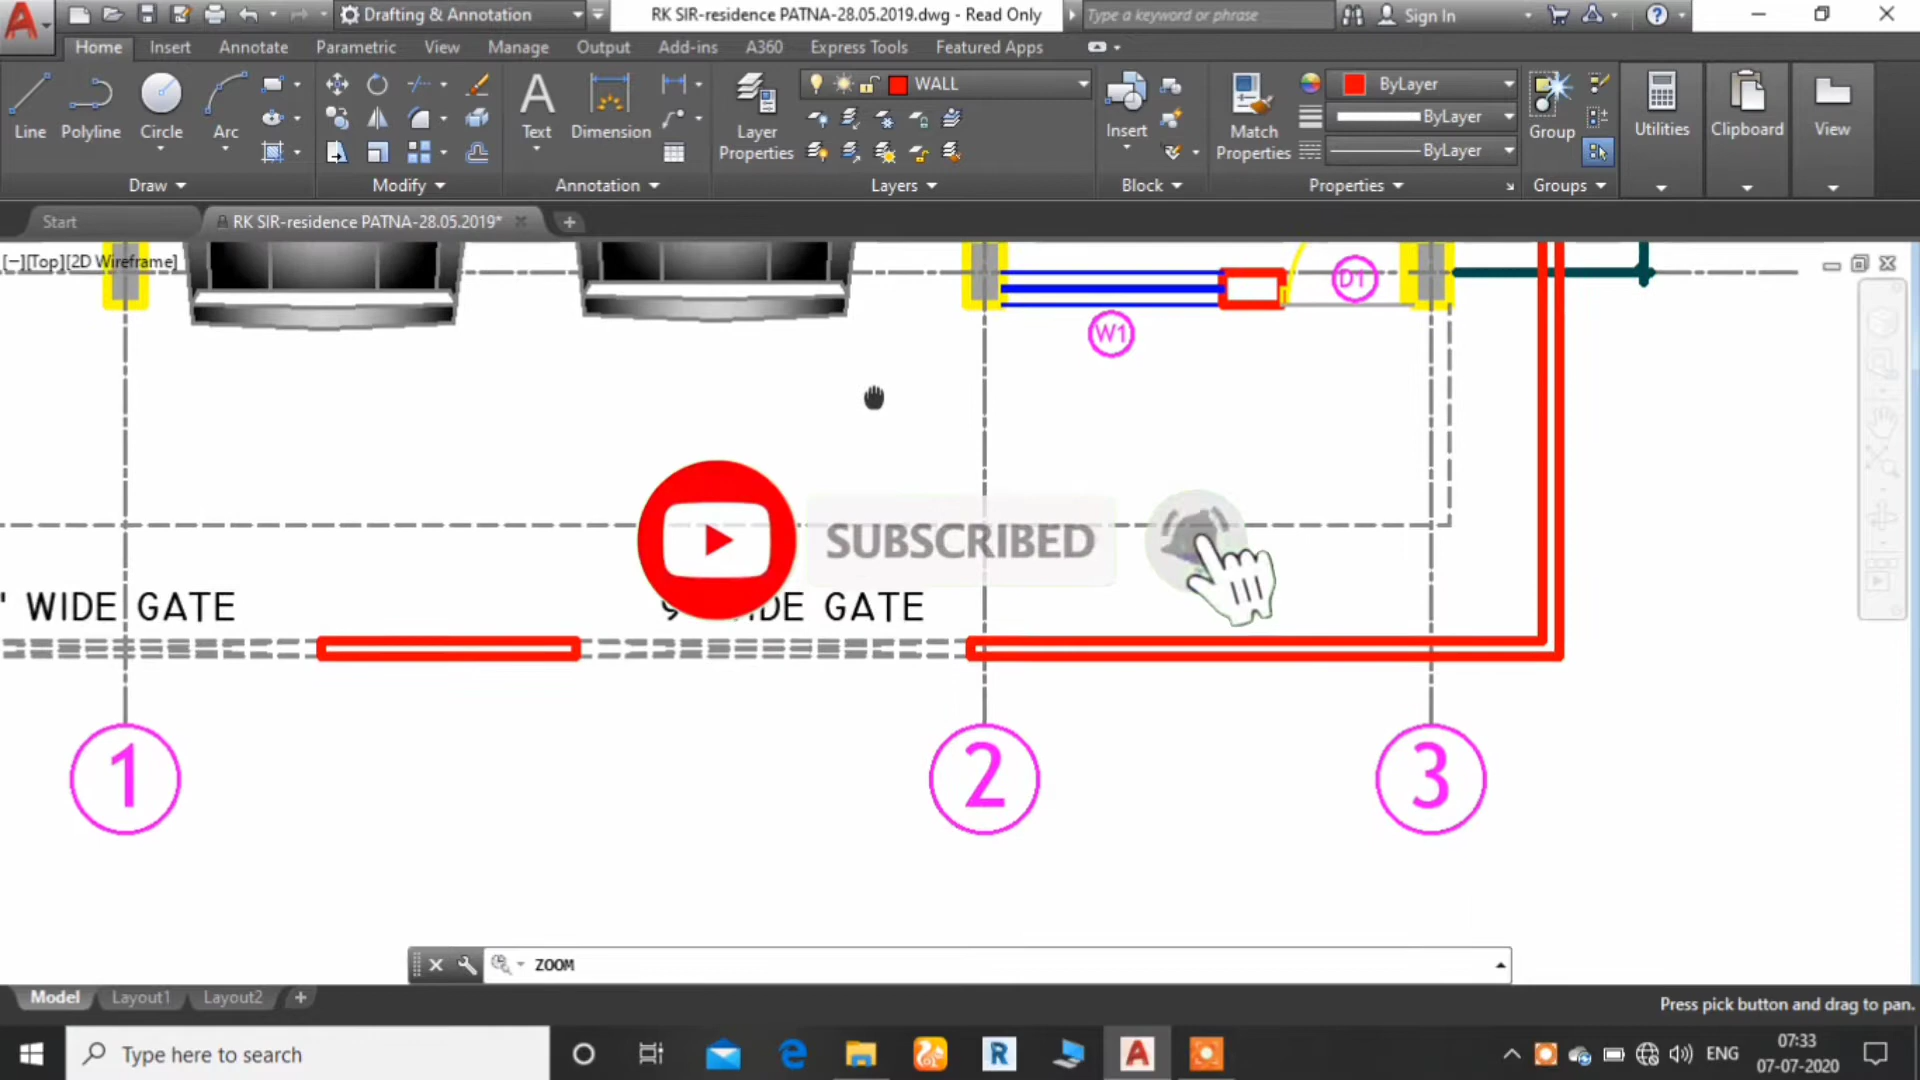 Drafting & Annotation
RK SIR-residence PATNA-28.05.2019.dwg - Read Only
Type a keyword or phrase
Sign In
Home
Insert
Annotate
Parametric
View
Manage
Output
Add-ins
A360
Express Tools
Featured Apps
Line
Polyline
Circle
Arc
Text
Dimension
Layer
Properties
WALL
Insert
Match
Properties
ByLayer
ByLayer
ByLayer
Group
Utilities
Clipboard
View
Draw
Modify
Annotation
Layers
Block
Properties
Groups
Start
RK SIR-residence PATNA-28.05.2019*
[−][Top][2D Wireframe]
D1
W1
SUBSCRIBED
' WIDE GATE
GATE
1
2
3
ZOOM
Model
Layout1
Layout2
Press pick button and drag to pan.
Type here to search
ENG
07:33
07-07-2020